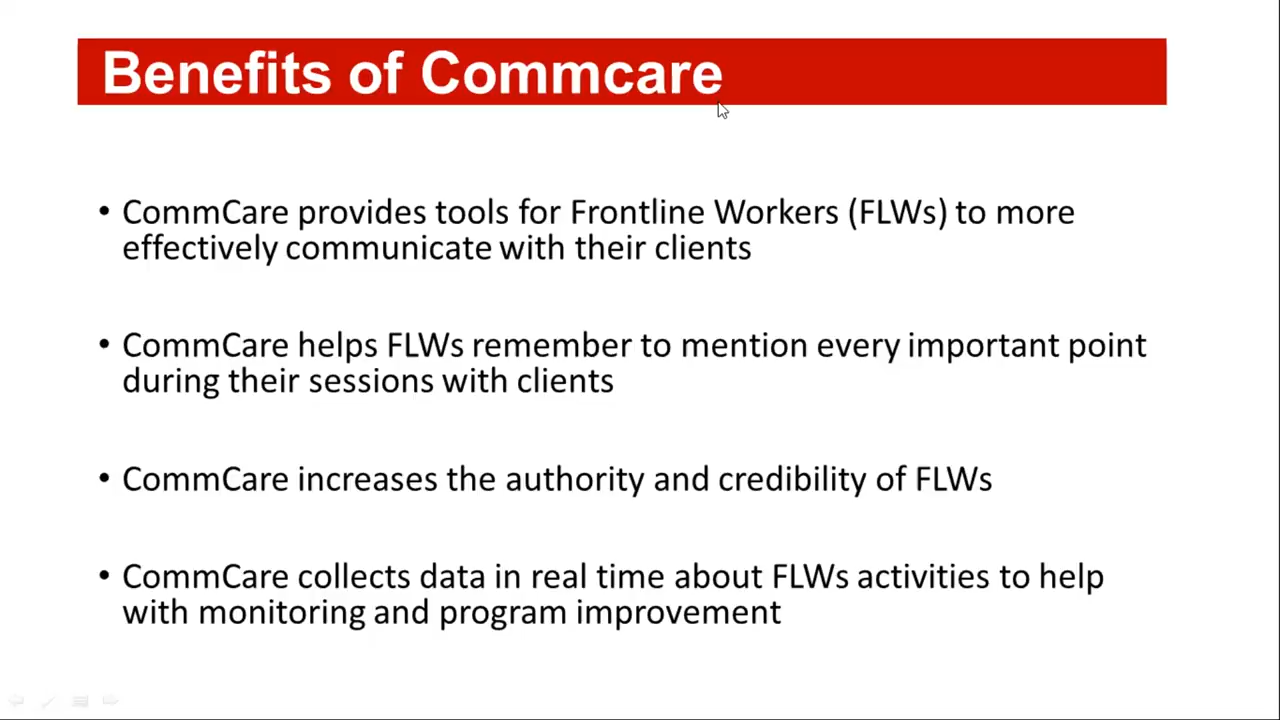 Benefits of Commcare
• CommCare provides tools for Frontline Workers (FLWs) to more
effectively communicate with their clients
• CommCare helps FLWs remember to mention every important point
during their sessions with clients
• CommCare increases the authority and credibility of FLWs
• CommCare collects data in real time about FLWs activities to help
with monitoring and program improvement